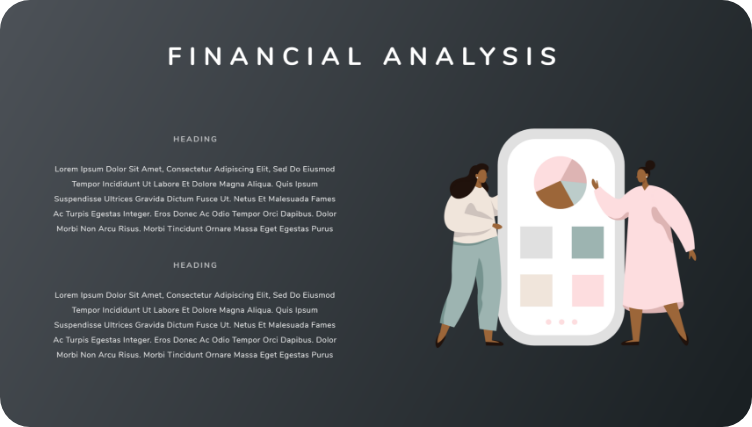 FINANCIAL ANALYSIS
HEADING
Lorem Ipsum Dolor Sit Amet, Consectetur Adipiscing Elit, Sed Do Eiusmod
Tempor Incididunt Ut Labore Et Dolore Magna Aliqua. Quis Ipsum
Suspendisse Ultrices Gravida Dictum Fusce Ut. Netus Et Malesuada Fames
Ac Turpis Egestas Integer. Eros Donec Ac Odio Tempor Orci Dapibus. Dolor
Morbi Non Arcu Risus. Morbi Tincidunt Ornare Massa Eget Egestas Purus
HEADING
Lorem Ipsum Dolor Sit Amet, Consectetur Adipiscing Elit, Sed Do Eiusmod
Tempor Incididunt Ut Labore Et Dolore Magna Aliqua. Quis Ipsum
Suspendisse Ultrices Gravida Dictum Fusce Ut. Netus Et Malesuada Fames
Ac Turpis Egestas Integer. Eros Donec Ac Odio Tempor Orci Dapibus. Dolor
Morbi Non Arcu Risus. Morbi Tincidunt Ornare Massa Eget Egestas Purus